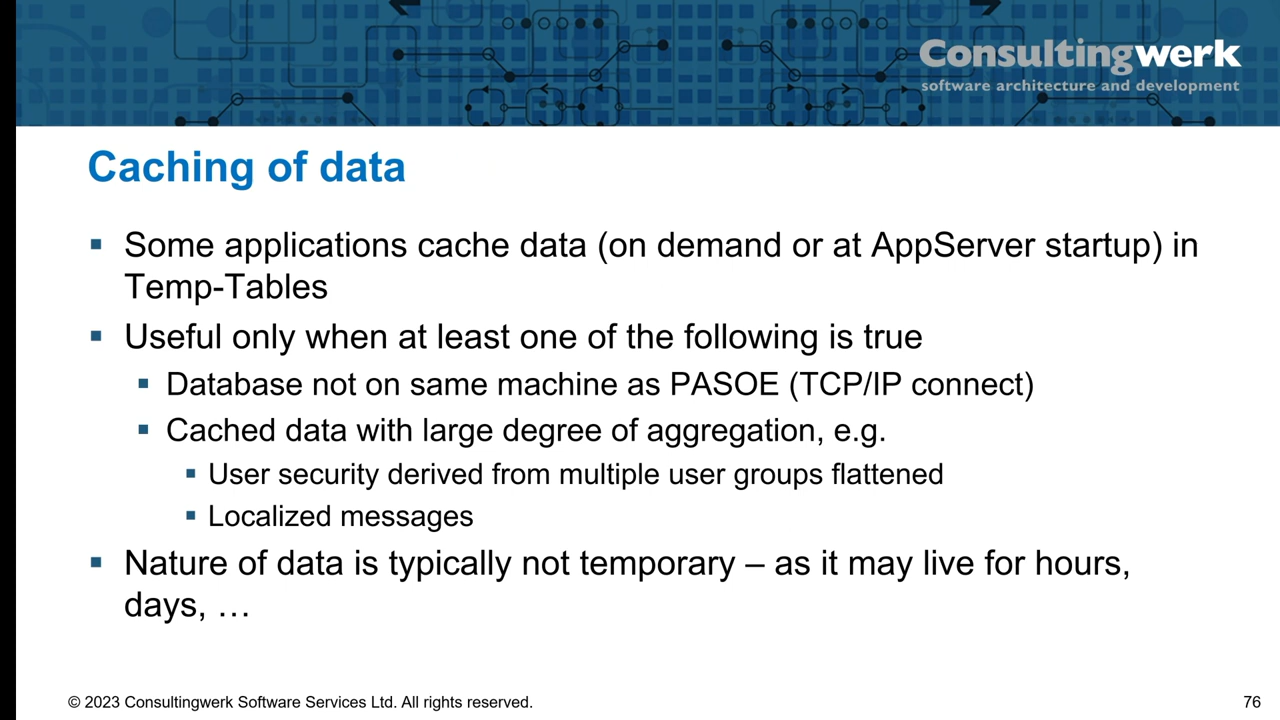 Consultingwerk
software architecture and development
Caching of data
▪ Some applications cache data (on demand or at AppServer startup) in
Temp-Tables
▪ Useful only when at least one of the following is true
▪ Database not on same machine as PASOE (TCP/IP connect)
▪ Cached data with large degree of aggregation, e.g.
▪ User security derived from multiple user groups flattened
▪ Localized messages
▪ Nature of data is typically not temporary – as it may live for hours,
days, …
© 2023 Consultingwerk Software Services Ltd. All rights reserved.
76